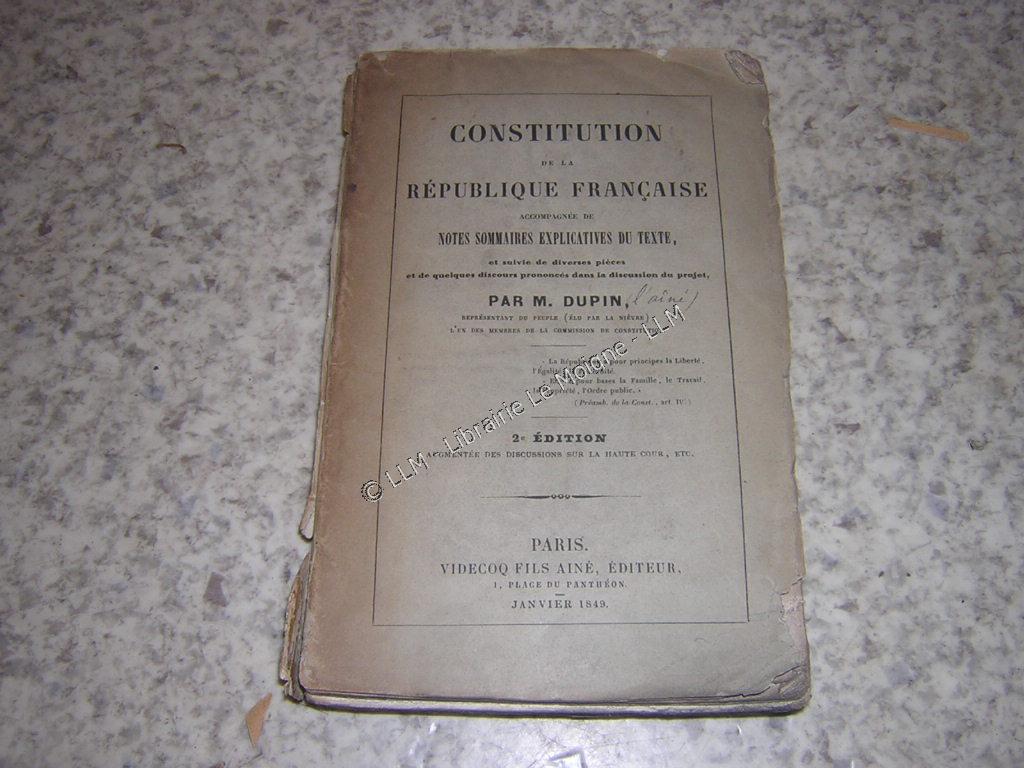 CONSTITUTION
DE LA
RÉPUBLIQUE FRANÇAISE
ACCOMPAGNÉE DE
NOTES SOMMAIRES EXPLICATIVES DU TEXTE,
et suivie de diverses pièces
et de quelques discours prononcés dans la discussion du projet,
PAR M. DUPIN, (l'aîné)
REPRÉSENTANT DU PEUPLE (ÉLU PAR LA NIÈVRE)
L'UN DES MEMBRES DE LA COMMISSION DE CONSTITUTION
La République a pour principes la Liberté,
l'Égalité
pour bases la Famille, le Travail,
la Propriété, l'Ordre public. »
(Préamb. de la Const., art. IV.)
2e ÉDITION
AUGMENTÉE DES DISCUSSIONS SUR LA HAUTE COUR, ETC.
PARIS.
VIDECOQ FILS AINÉ, ÉDITEUR,
1, PLACE DU PANTHÉON.
JANVIER 1849.
© LLM - Librairie Le Moigne - LLM